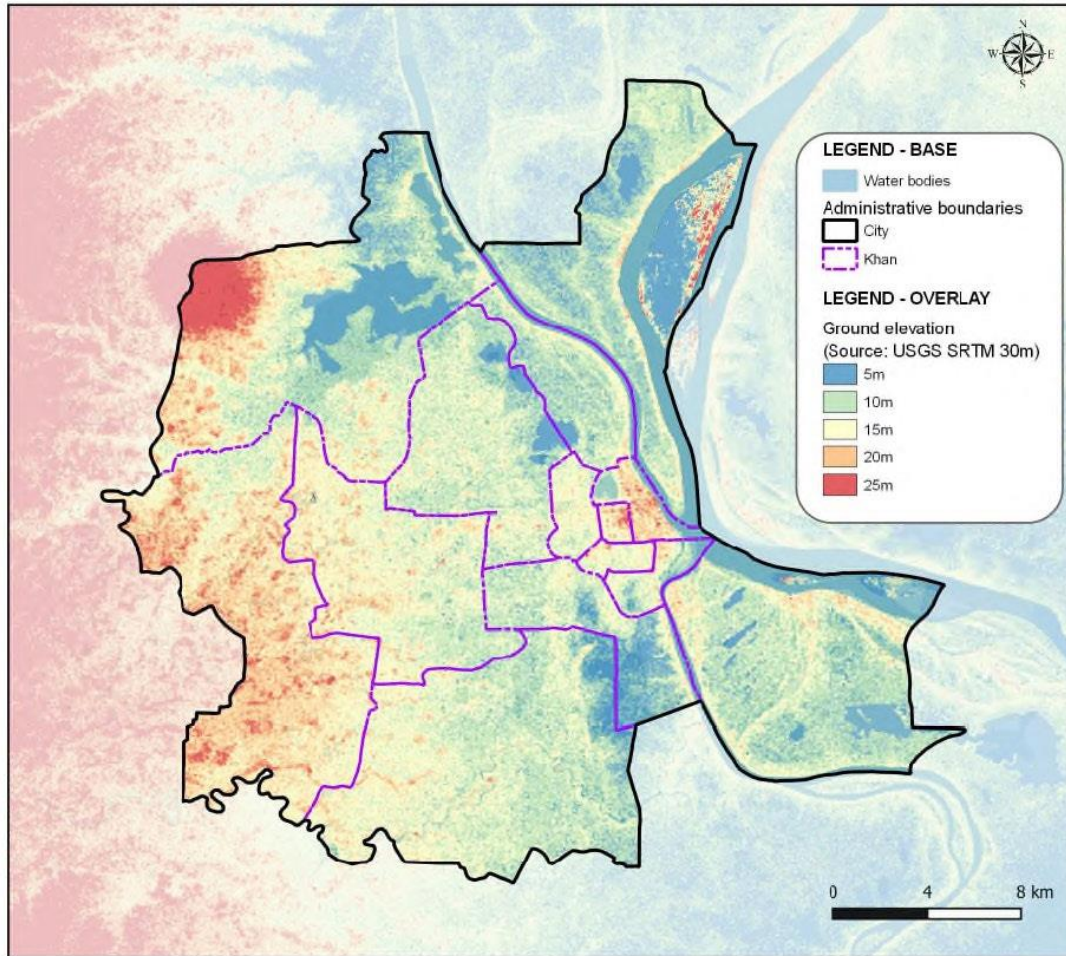 N
W E
S
LEGEND - BASE
Water bodies
Administrative boundaries
City
Khan
LEGEND - OVERLAY
Ground elevation
(Source: USGS SRTM 30m)
5m
10m
15m
20m
25m
0 4 8 km